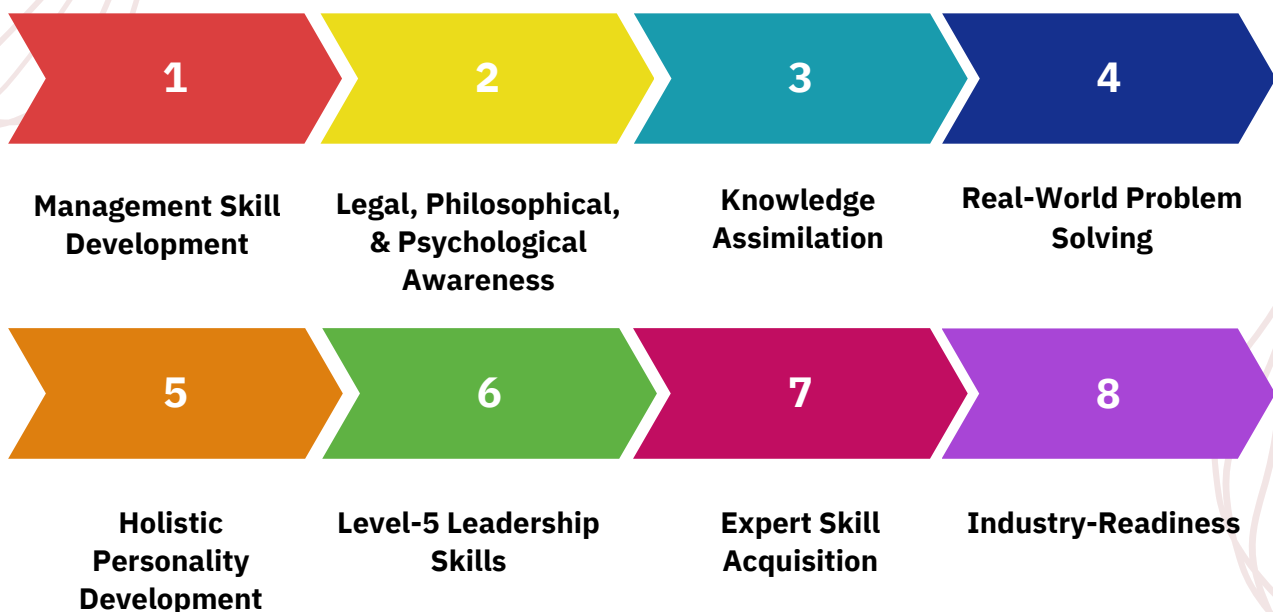 1
2
3
4
Management Skill
Development
Legal, Philosophical,
& Psychological
Awareness
Knowledge
Assimilation
Real-World Problem
Solving
5
6
7
8
Holistic
Personality
Development
Level-5 Leadership
Skills
Expert Skill
Acquisition
Industry-Readiness